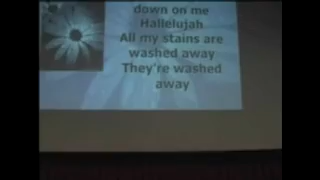 down on me
Hallelujah
All my stains are
washed away
They're washed
away